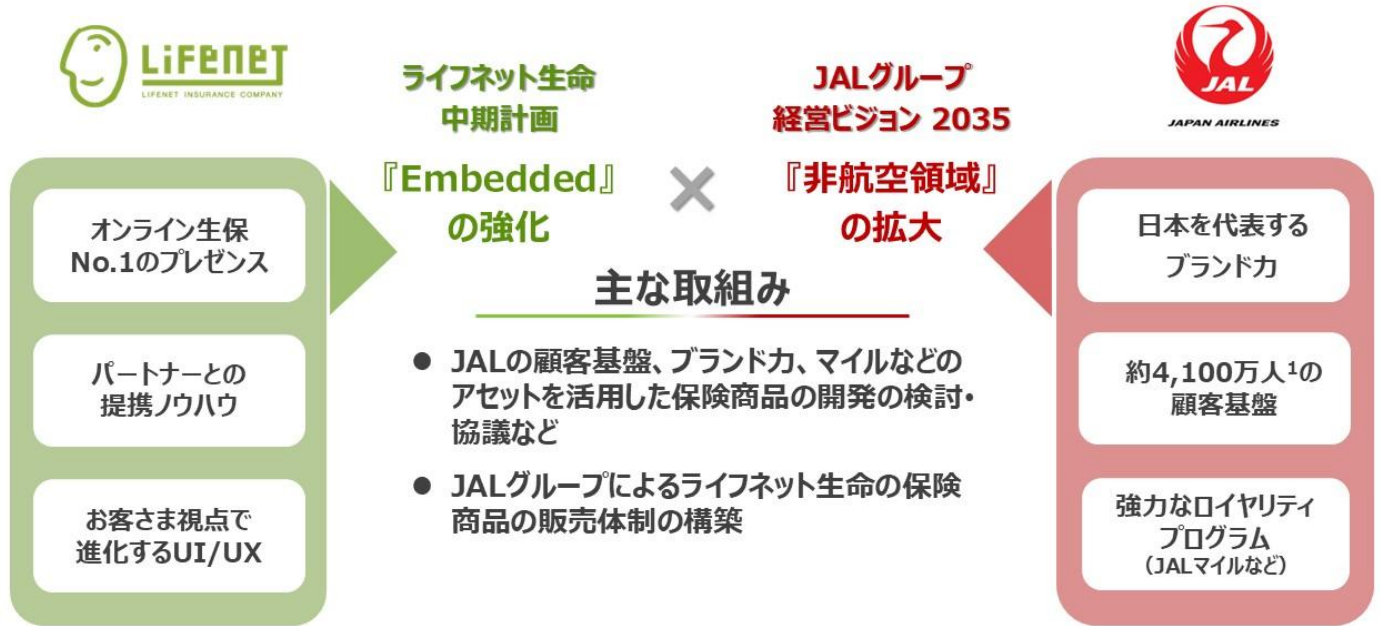 LIFENET
LIFENET INSURANCE COMPANY
ライフネット生命
中期計画
『Embedded』
の強化
×
JALグループ
経営ビジョン 2035
『非航空領域』
の拡大
JAL
JAPAN AIRLINES
オンライン生保
No.1のプレゼンス
パートナーとの
提携ノウハウ
お客さま視点で
進化するUI/UX
主な取組み
● JALの顧客基盤、ブランド力、マイルなどの
アセットを活用した保険商品の開発の検討・
協議など
● JALグループによるライフネット生命の保険
商品の販売体制の構築
日本を代表する
ブランド力
約4,100万人¹の
顧客基盤
強力なロイヤリティ
プログラム
（JALマイルなど）